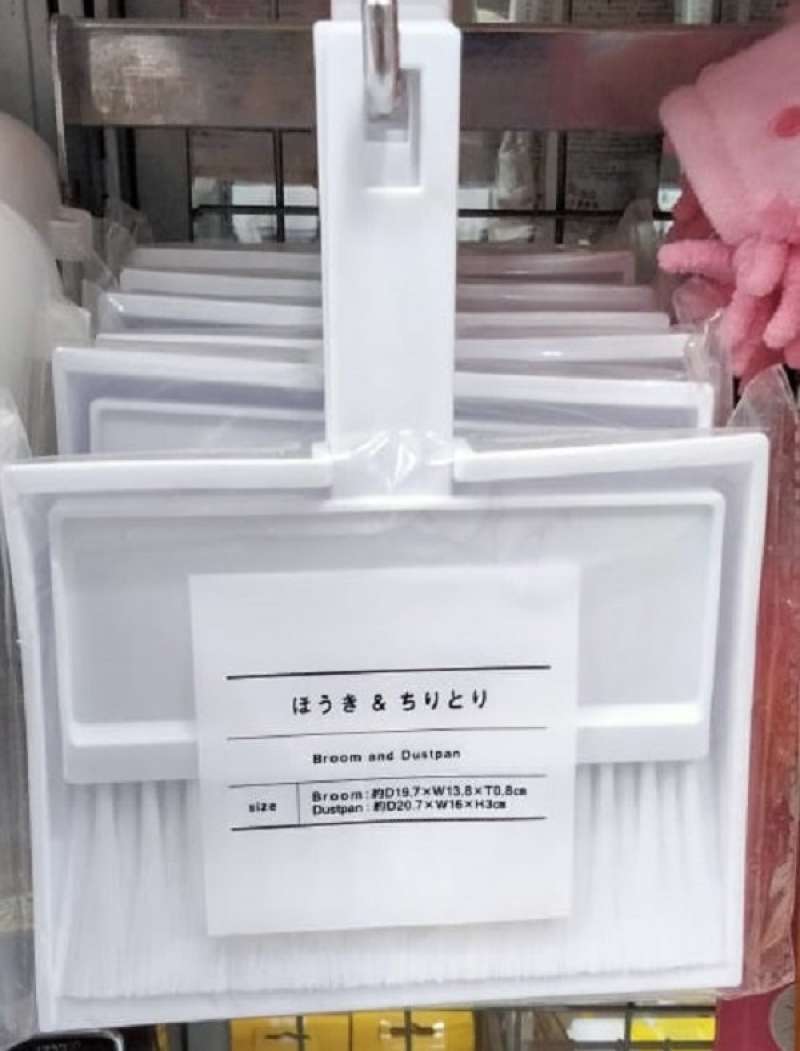 ほうき & ちりとり
Broom and Dustpan
size
Broom : 約D19.7×W13.8×T0.8㎝
Dustpan : 約D20.7×W16×H3㎝